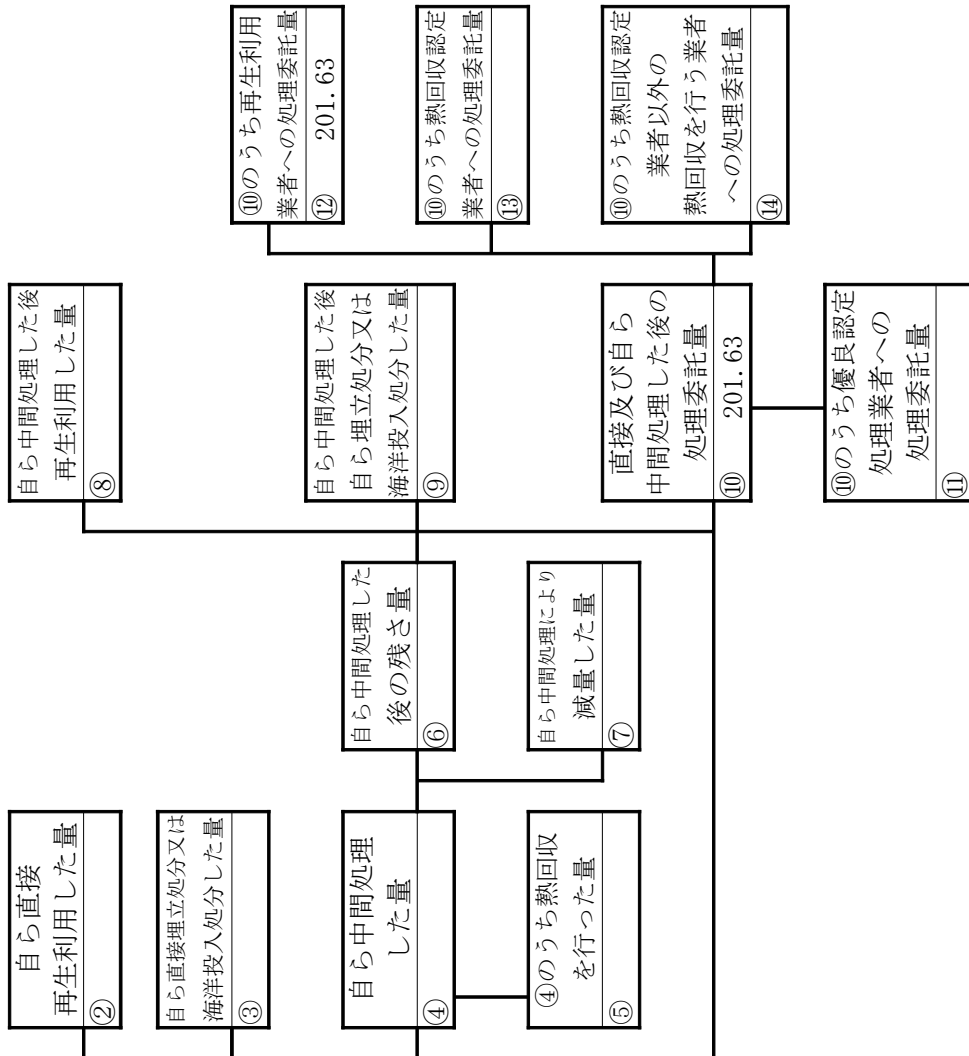 自ら直接
再生利用した量
②
自ら直接埋立処分又は
海洋投入処分した量
③
自ら中間処理
した量
④
④のうち熱回収
を行った量
⑤
自ら中間処理した
後の残さ量
⑥
自ら中間処理により
減量した量
⑦
自ら中間処理した後
再生利用した量
⑧
自ら中間処理した後
自ら埋立処分又は
海洋投入処分した量
⑨
直接及び自ら
中間処理した後の
処理委託量
⑩ 201.63
⑩のうち優良認定
処理業者への
処理委託量
⑪
⑩のうち再生利用
業者への処理委託量
⑫ 201.63
⑩のうち熱回収認定
業者への処理委託量
⑬
⑩のうち熱回収認定
業者以外の
熱回収を行う業者
への処理委託量
⑭